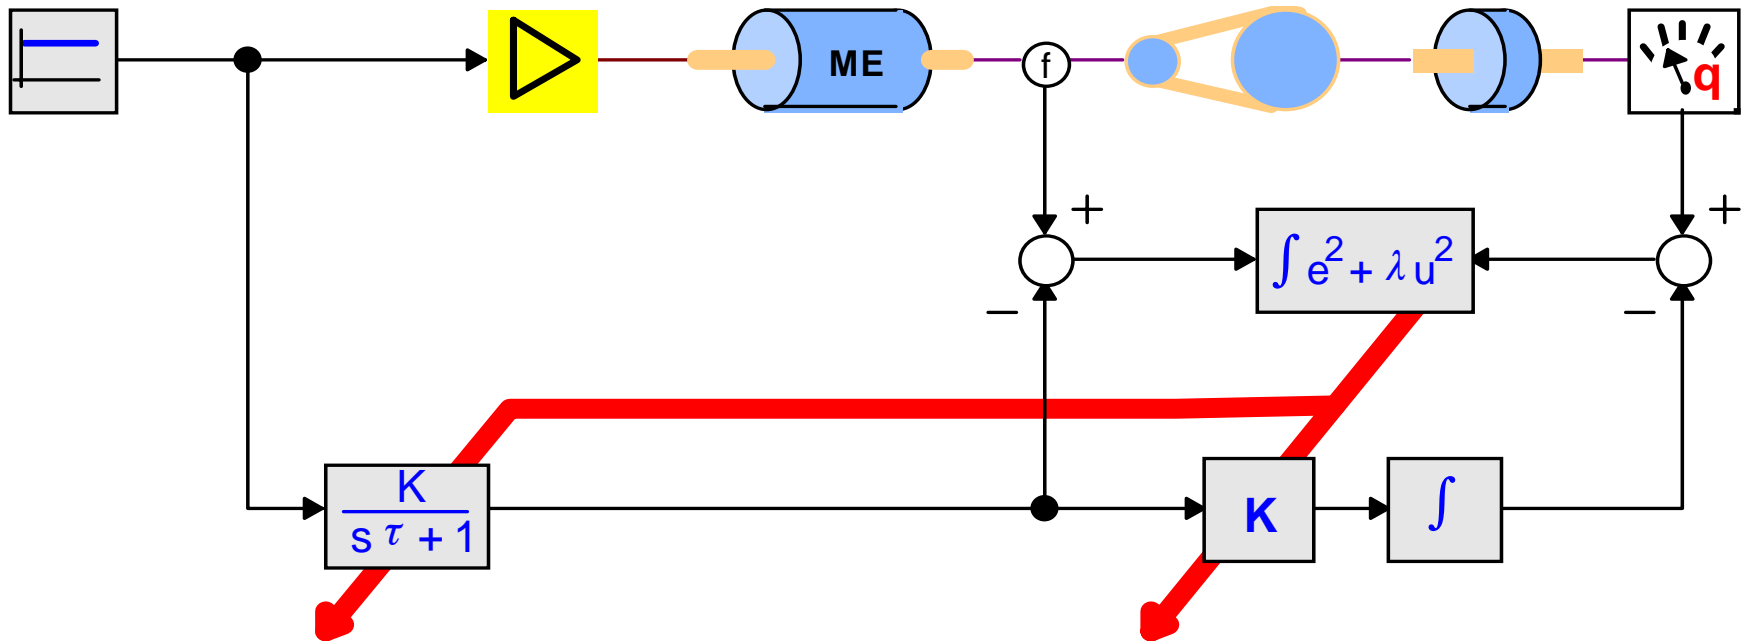 ME
f
q
+
+
∫ e² + λ u²
−
−
K
s τ + 1
K
∫